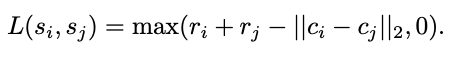 L(s_i, s_j) = max(r_i + r_j − ||c_i − c_j||_2, 0).